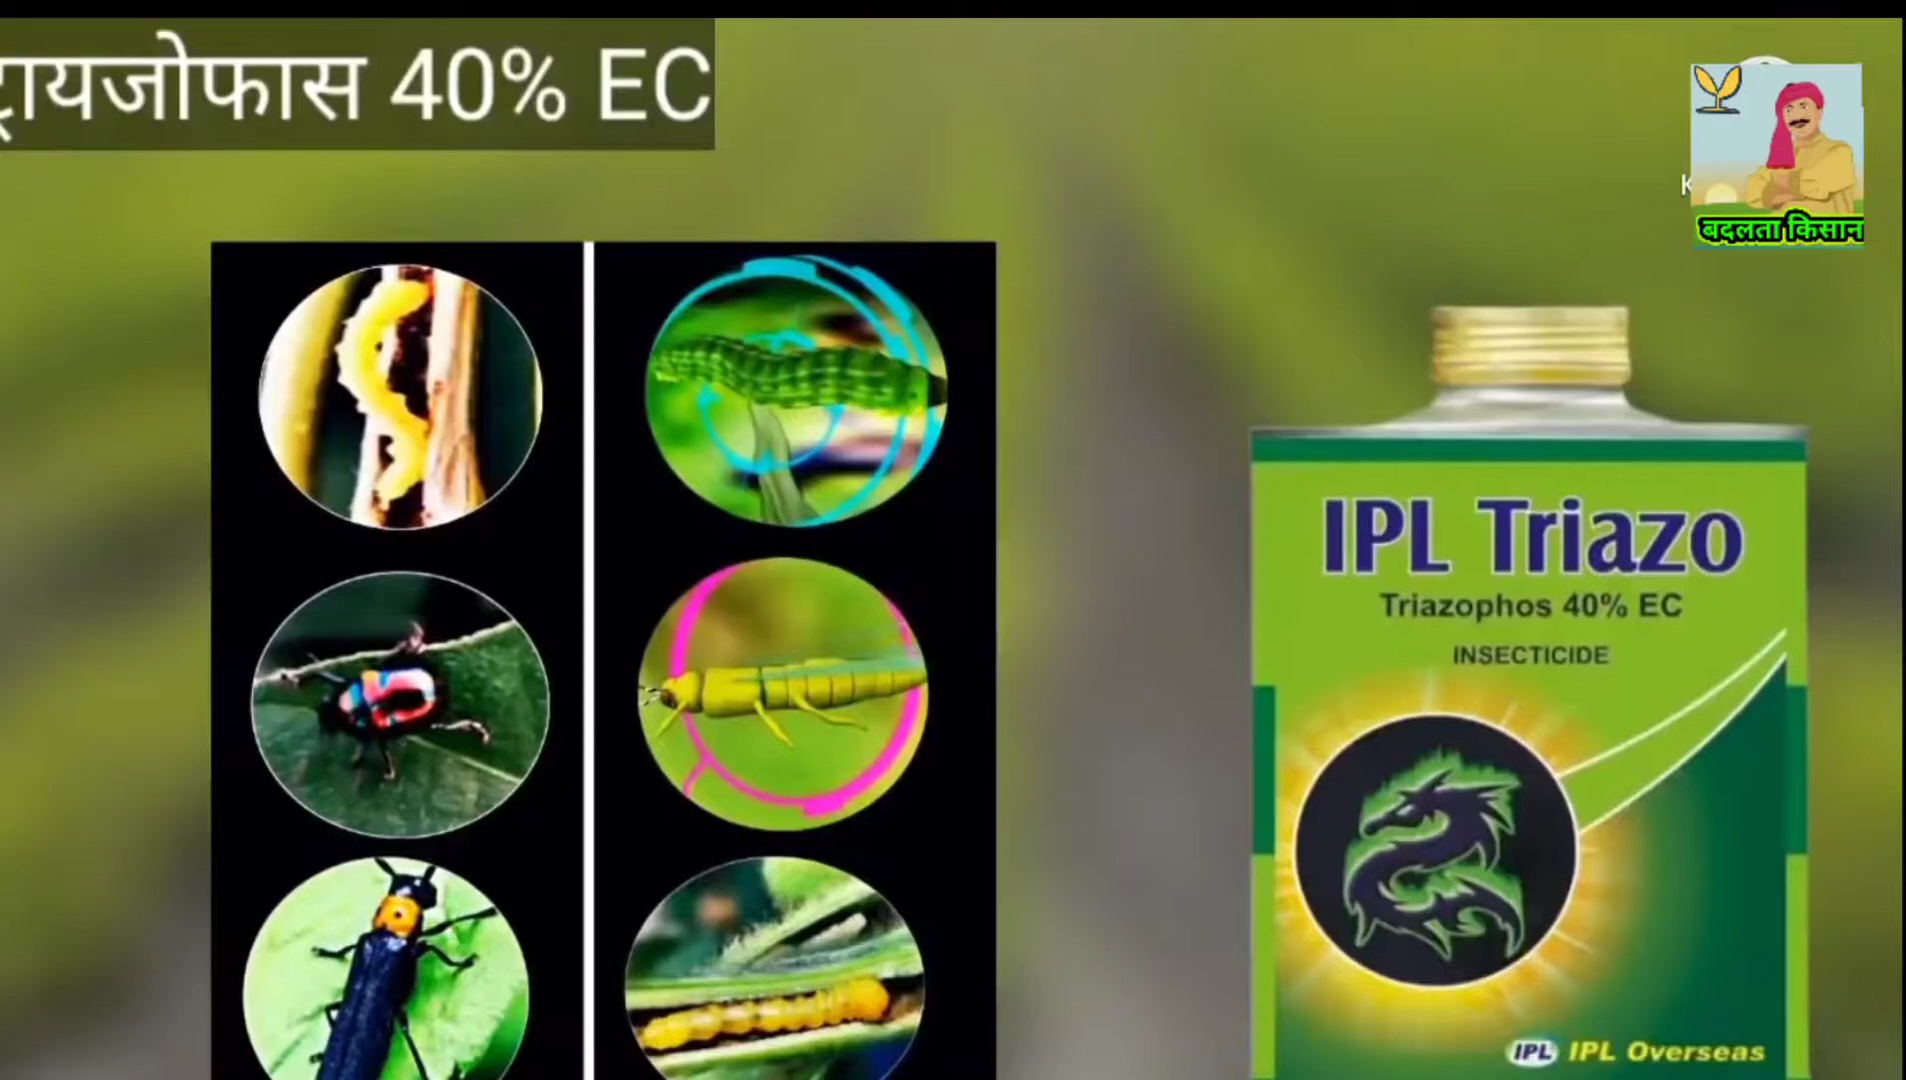 ट्रायजोफास 40% EC
बदलता किसान
IPL Triazo
Triazophos 40% EC
INSECTICIDE
IPL IPL Overseas